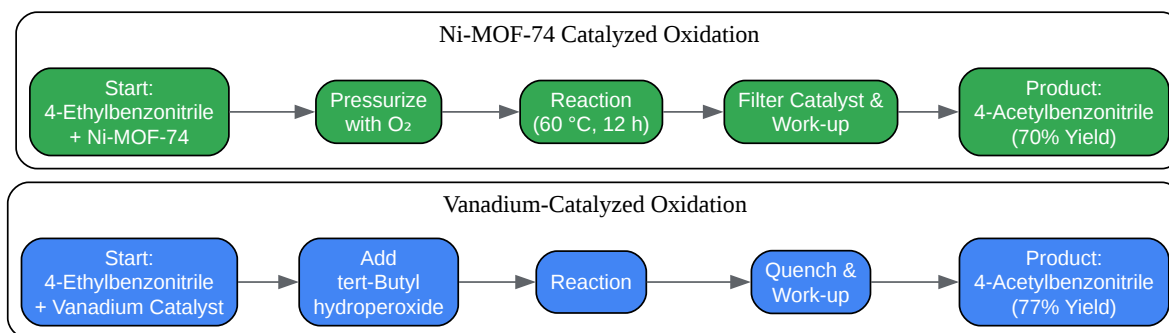 Ni-MOF-74 Catalyzed Oxidation
Start:
4-Ethylbenzonitrile
+ Ni-MOF-74
Pressurize
with O₂
Reaction
(60 °C, 12 h)
Filter Catalyst &
Work-up
Product:
4-Acetylbenzonitrile
(70% Yield)
Vanadium-Catalyzed Oxidation
Start:
4-Ethylbenzonitrile
+ Vanadium Catalyst
Add
tert-Butyl
hydroperoxide
Reaction
Quench &
Work-up
Product:
4-Acetylbenzonitrile
(77% Yield)